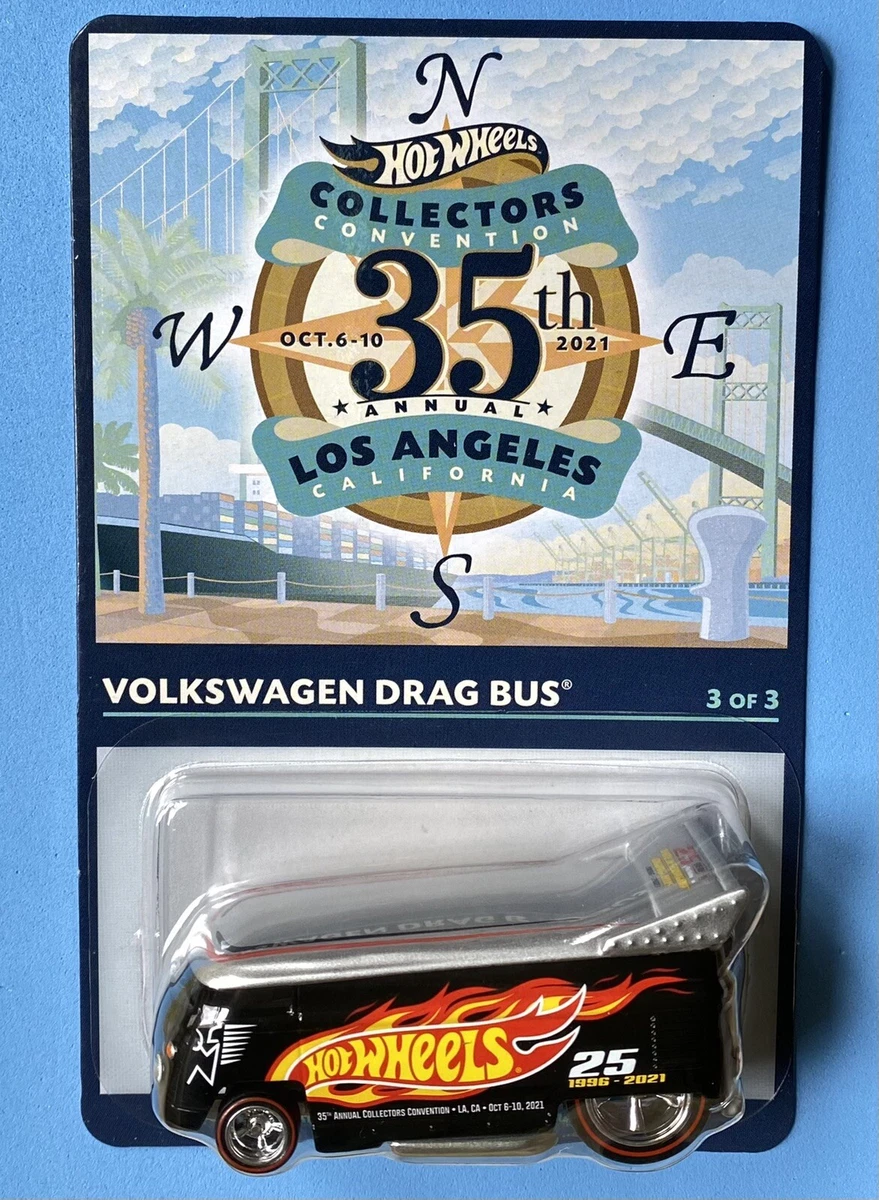 N
HOT WHEELS
COLLECTORS
CONVENTION
W
OCT. 6-10
35th
2021
E
★ ANNUAL ★
LOS ANGELES
CALIFORNIA
S
VOLKSWAGEN DRAG BUS®
3 OF 3
HOT WHEELS®
25
1996 - 2021
35TH ANNUAL COLLECTORS CONVENTION • LA, CA • OCT 6-10, 2021